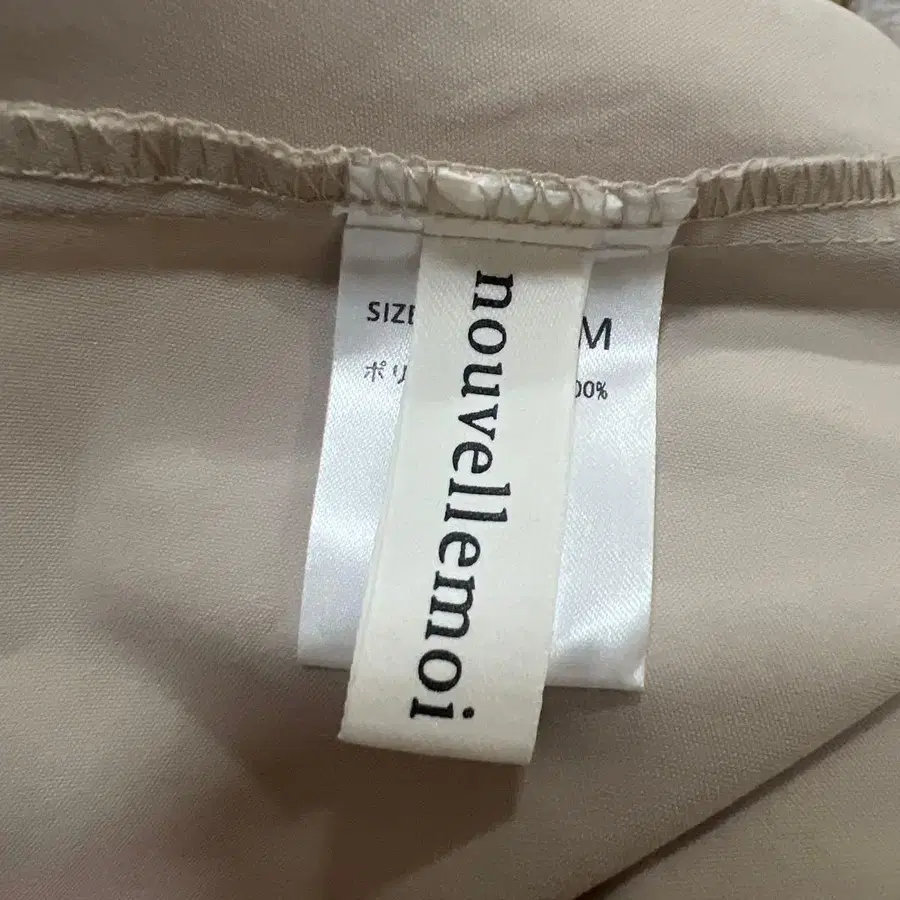 nouvellemoi
SIZE M
ポリ 00%